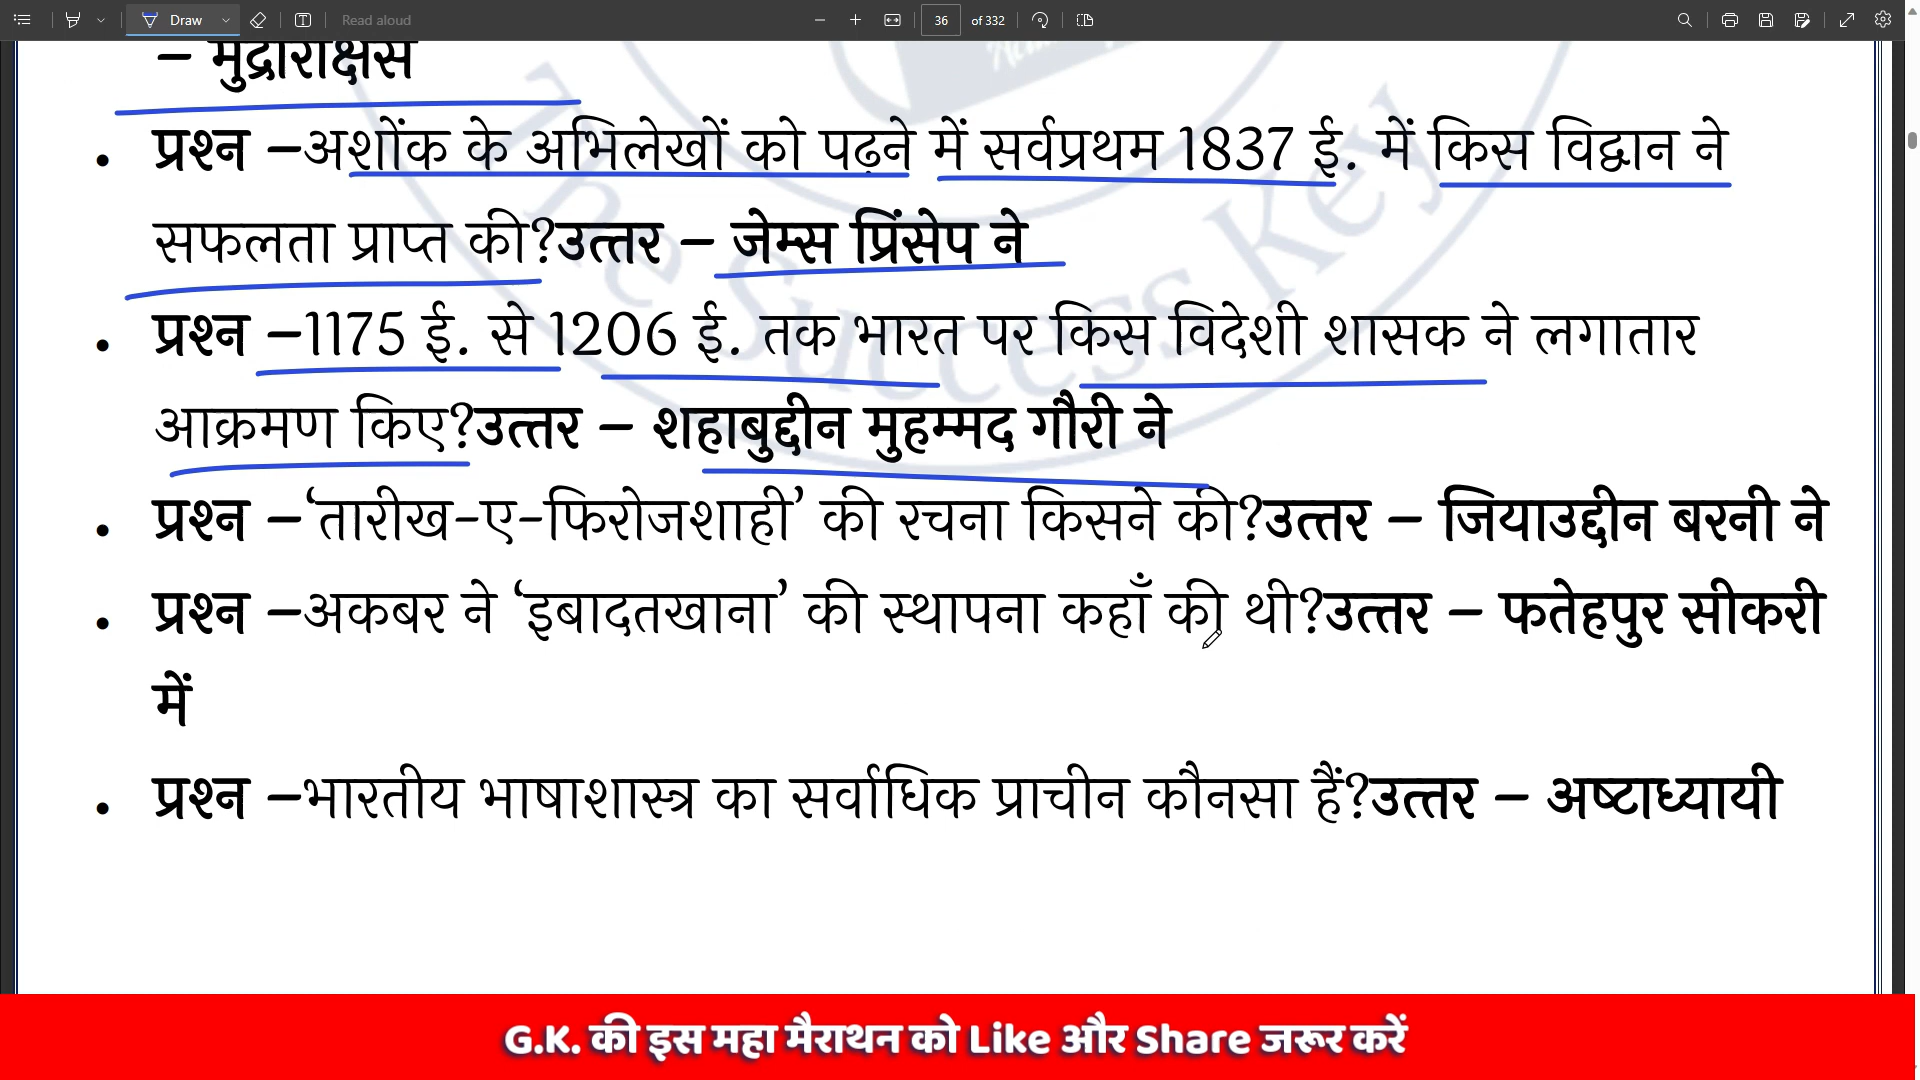 Draw
Read aloud
36 of 332
– मुद्राराक्षस
• प्रश्न –अशोंक के अभिलेखों को पढ़ने में सर्वप्रथम 1837 ई. में किस विद्वान ने
सफलता प्राप्त की?उत्तर – जेम्स प्रिंसेप ने
• प्रश्न –1175 ई. से 1206 ई. तक भारत पर किस विदेशी शासक ने लगातार
आक्रमण किए?उत्तर – शहाबुद्दीन मुहम्मद गौरी ने
• प्रश्न –‘तारीख-ए-फिरोजशाही’ की रचना किसने की?उत्तर – जियाउद्दीन बरनी ने
• प्रश्न –अकबर ने ‘इबादतखाना’ की स्थापना कहाँ की थी?उत्तर – फतेहपुर सीकरी
में
• प्रश्न –भारतीय भाषाशास्त्र का सर्वाधिक प्राचीन कौनसा हैं?उत्तर – अष्टाध्यायी
The Success Key
G.K. की इस महा मैराथन को Like और Share जरूर करें